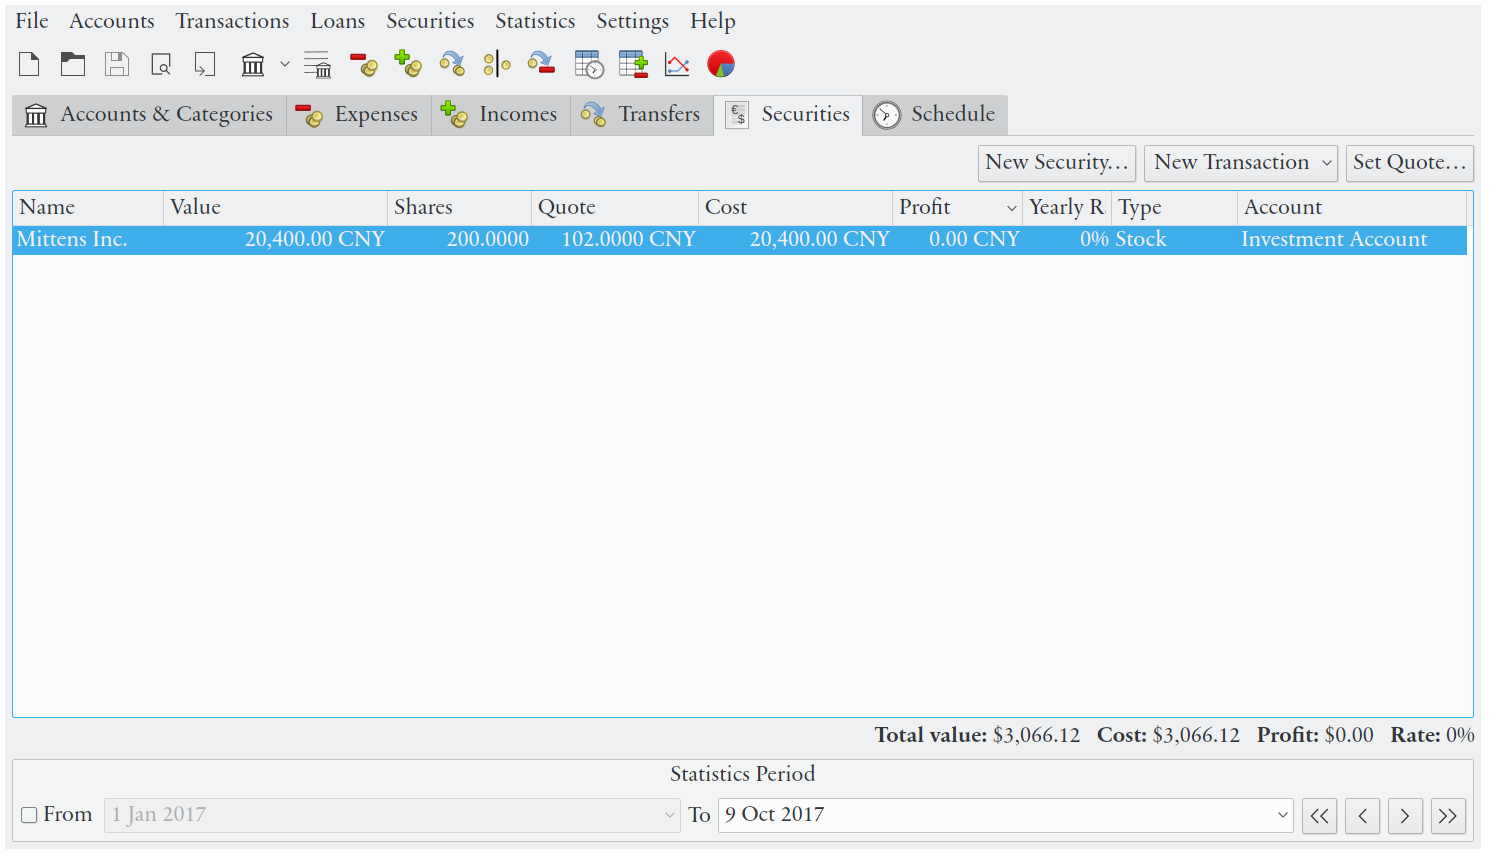 File Accounts Transactions Loans Securities Statistics Settings Help
Accounts & Categories Expenses Incomes Transfers Securities Schedule
New Security... New Transaction Set Quote...
Name Value Shares Quote Cost Profit Yearly R Type Account
Mittens Inc. 20,400.00 CNY 200.0000 102.0000 CNY 20,400.00 CNY 0.00 CNY 0% Stock Investment Account
Total value: $3,066.12 Cost: $3,066.12 Profit: $0.00 Rate: 0%
Statistics Period
From 1 Jan 2017 To 9 Oct 2017 << < > >>